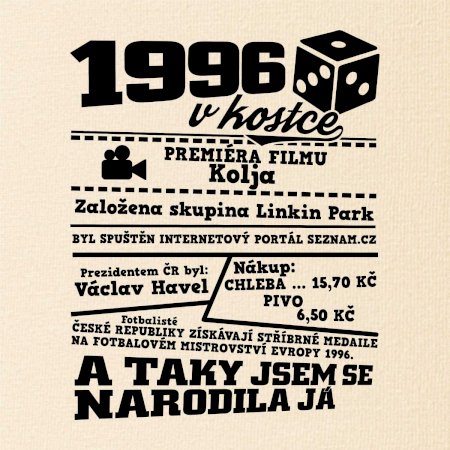 1996
v kostce
PREMIÉRA FILMU
Kolja
Založena skupina Linkin Park
BYL SPUŠTĚN INTERNETOVÝ PORTÁL SEZNAM.CZ
Prezidentem ČR byl:
Václav Havel
Nákup:
CHLEBA ... 15,70 KČ
PIVO
6,50 KČ
Fotbalisté
ČESKÉ REPUBLIKY ZÍSKÁVAJÍ STŘÍBRNÉ MEDAILE
NA FOTBALOVÉM MISTROVSTVÍ EVROPY 1996.
A TAKY JSEM SE
NARODILA JÁ